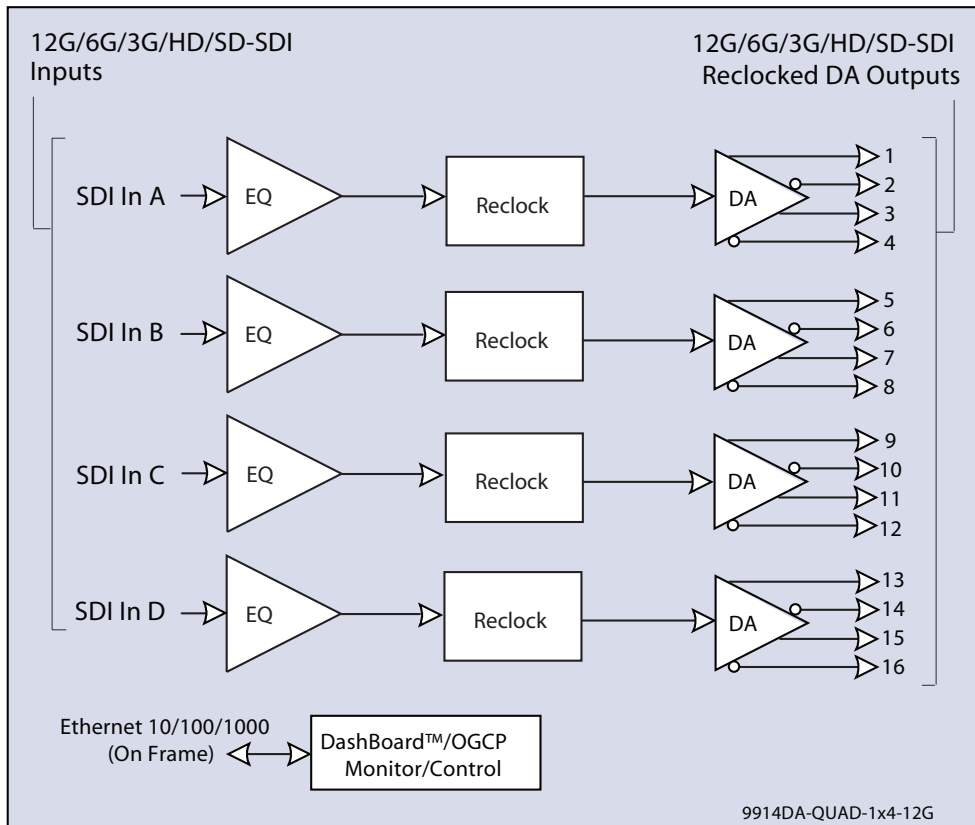 12G/6G/3G/HD/SD-SDI
Inputs
12G/6G/3G/HD/SD-SDI
Reclocked DA Outputs
SDI In A
EQ
Reclock
DA
1
2
3
4
SDI In B
EQ
Reclock
DA
5
6
7
8
SDI In C
EQ
Reclock
DA
9
10
11
12
SDI In D
EQ
Reclock
DA
13
14
15
16
Ethernet 10/100/1000
(On Frame)
DashBoard™/OGCP
Monitor/Control
9914DA-QUAD-1x4-12G